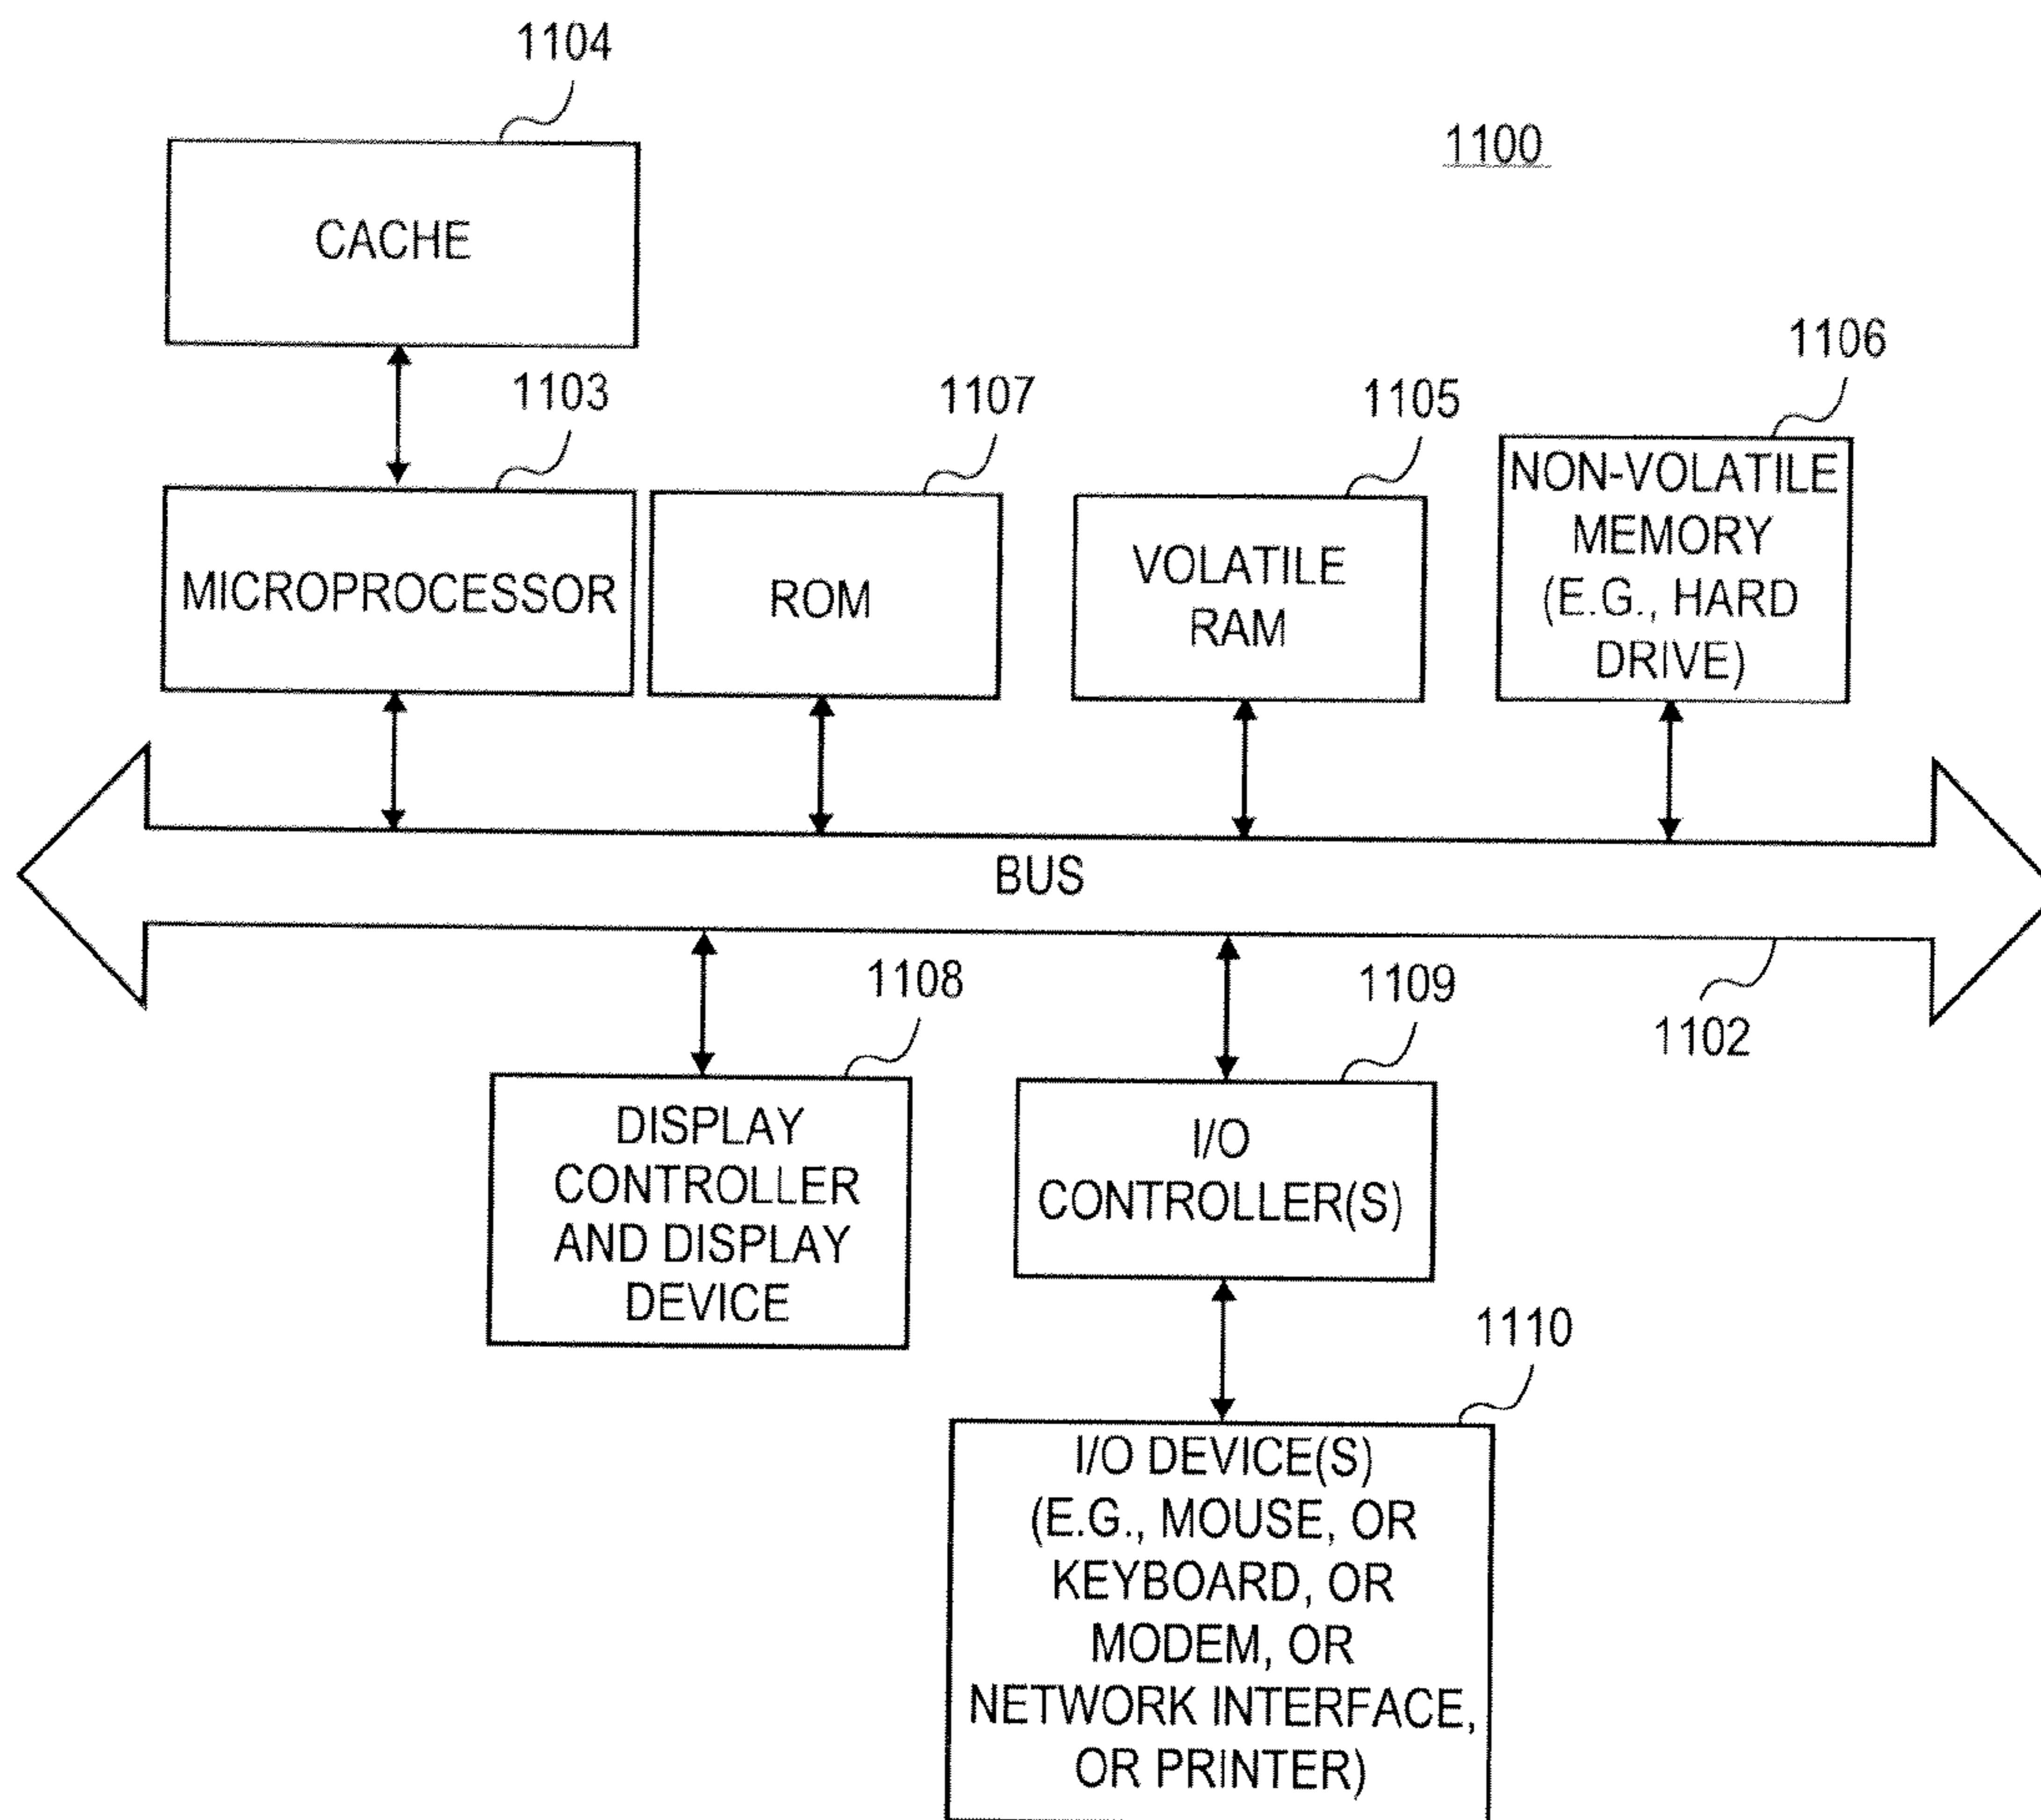 1104
1100
CACHE
1106
1103
1107
1105
NON-VOLATILE
MEMORY
(E.G., HARD
DRIVE)
MICROPROCESSOR
ROM
VOLATILE
RAM
BUS
1108
1109
1102
DISPLAY
CONTROLLER
AND DISPLAY
DEVICE
I/O
CONTROLLER(S)
1110
I/O DEVICE(S)
(E.G., MOUSE, OR
KEYBOARD, OR
MODEM, OR
NETWORK INTERFACE,
OR PRINTER)